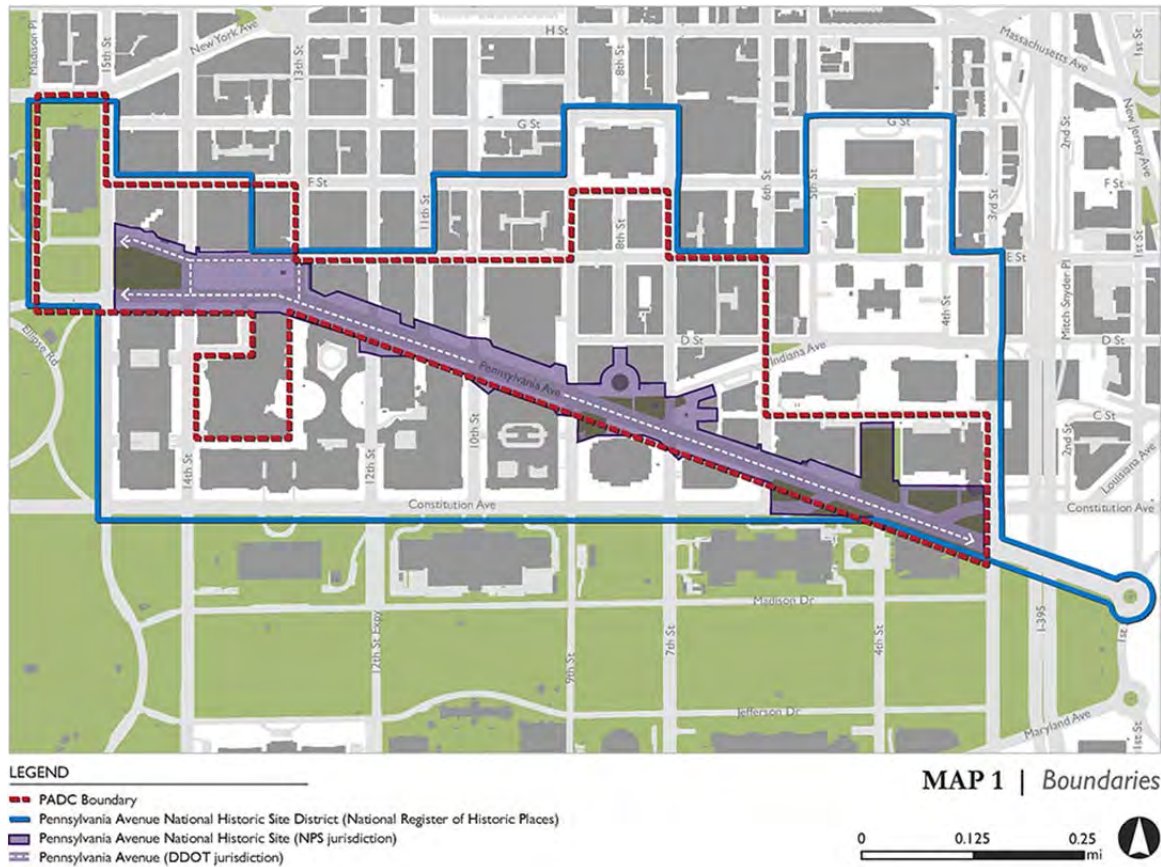 Madison Pl
15th St
New York Ave
13th St
H St
8th St
Massachusetts Ave
1st St
G St
G St
New Jersey Ave
2nd St
F St
11th St
8th St
6th St
5th St
3rd St
F St
E St
1st St
Ellipse Rd
4th St
Mitch Snyder Pl
D St
Indiana Ave
D St
Pennsylvania Ave
14th St
12th St
10th St
C St
2nd St
Louisiana Ave
Constitution Ave
Constitution Ave
12th St Expy
9th St
7th St
4th St
Madison Dr
I-395
1st
Jefferson Dr
Maryland Ave
1st St
LEGEND
PADC Boundary
Pennsylvania Avenue National Historic Site District (National Register of Historic Places)
Pennsylvania Avenue National Historic Site (NPS jurisdiction)
Pennsylvania Avenue (DDOT jurisdiction)
MAP 1 | Boundaries
0 0.125 0.25
mi